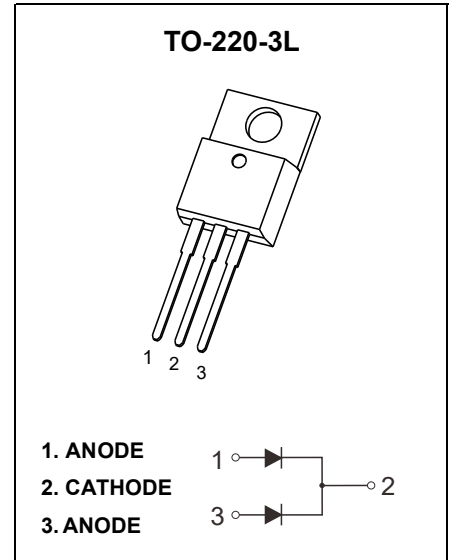 TO-220-3L
1
2
3
1. ANODE
2. CATHODE
3. ANODE
1
2
3